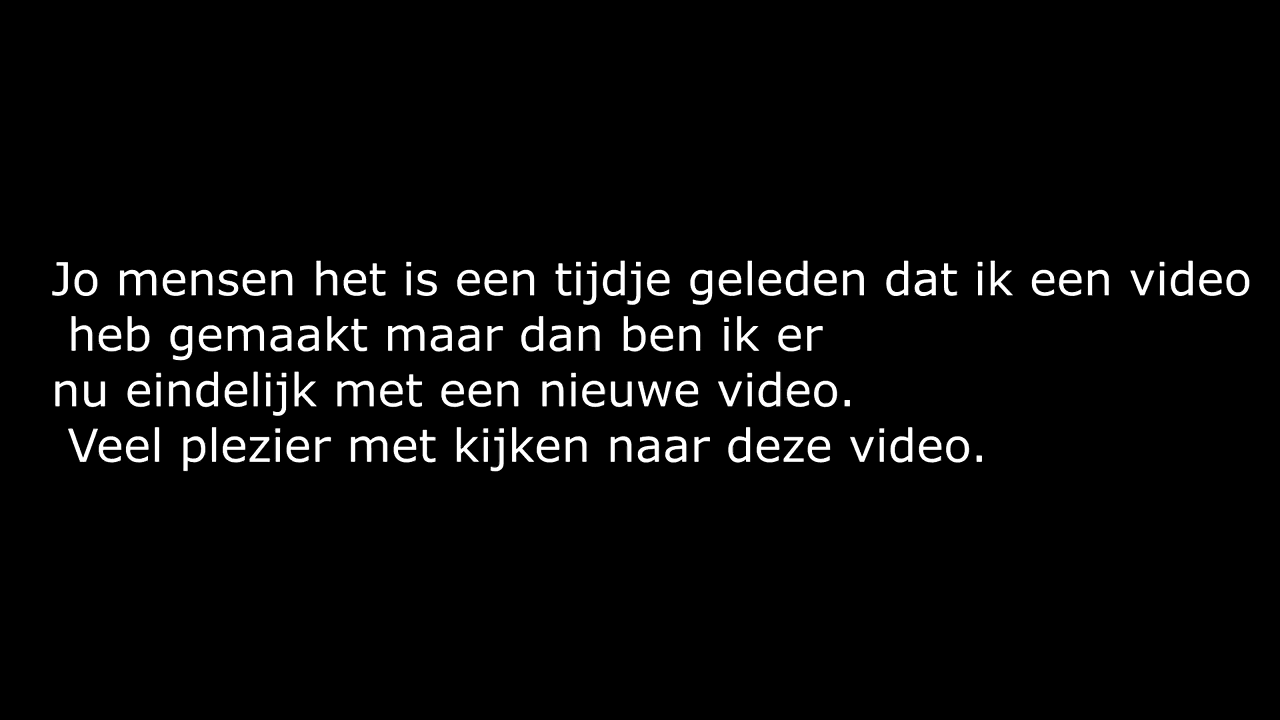 Jo mensen het is een tijdje geleden dat ik een video
heb gemaakt maar dan ben ik er
nu eindelijk met een nieuwe video.
Veel plezier met kijken naar deze video.